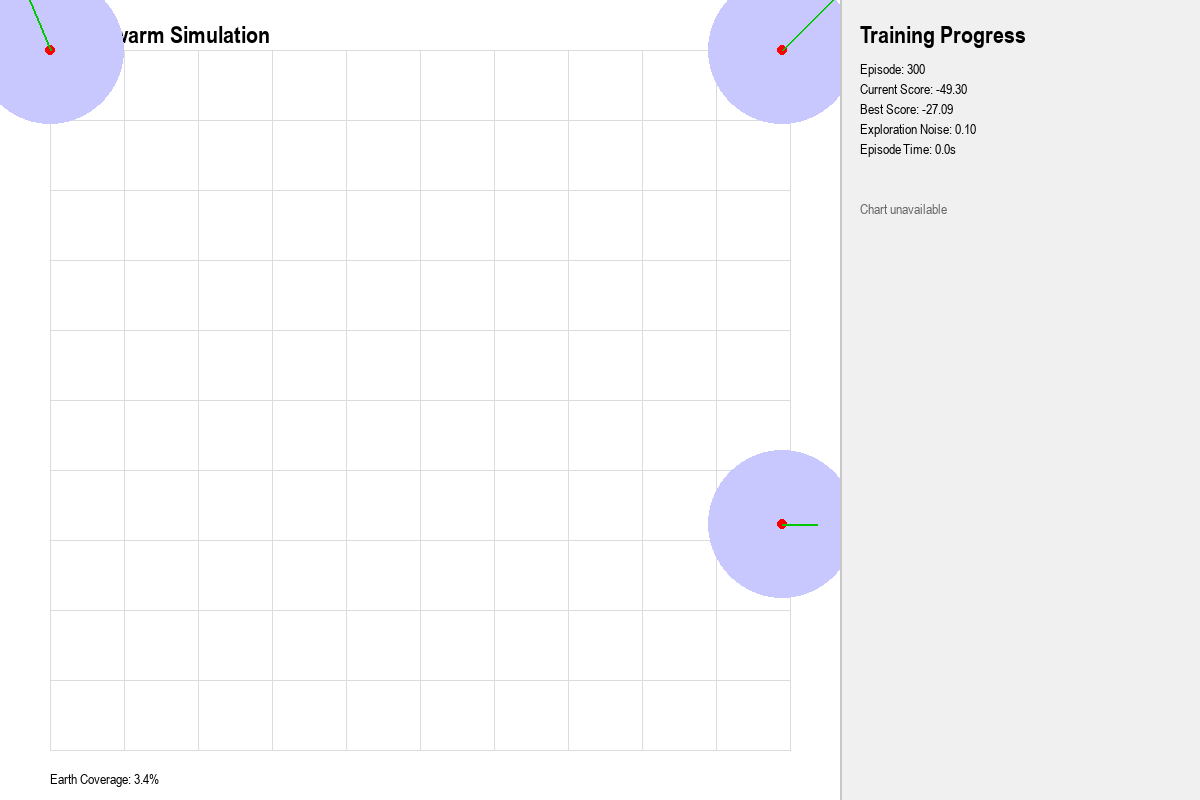 warm Simulation
Training Progress
Episode: 300
Current Score: -49.30
Best Score: -27.09
Exploration Noise: 0.10
Episode Time: 0.0s
Chart unavailable
Earth Coverage: 3.4%